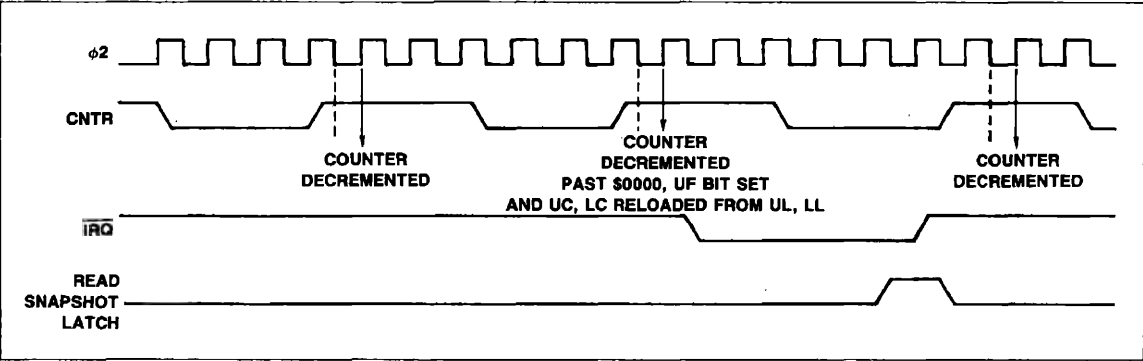 φ2
CNTR
COUNTER
DECREMENTED
COUNTER
DECREMENTED
PAST $0000, UF BIT SET
AND UC, LC RELOADED FROM UL, LL
COUNTER
DECREMENTED
IRQ
READ
SNAPSHOT
LATCH